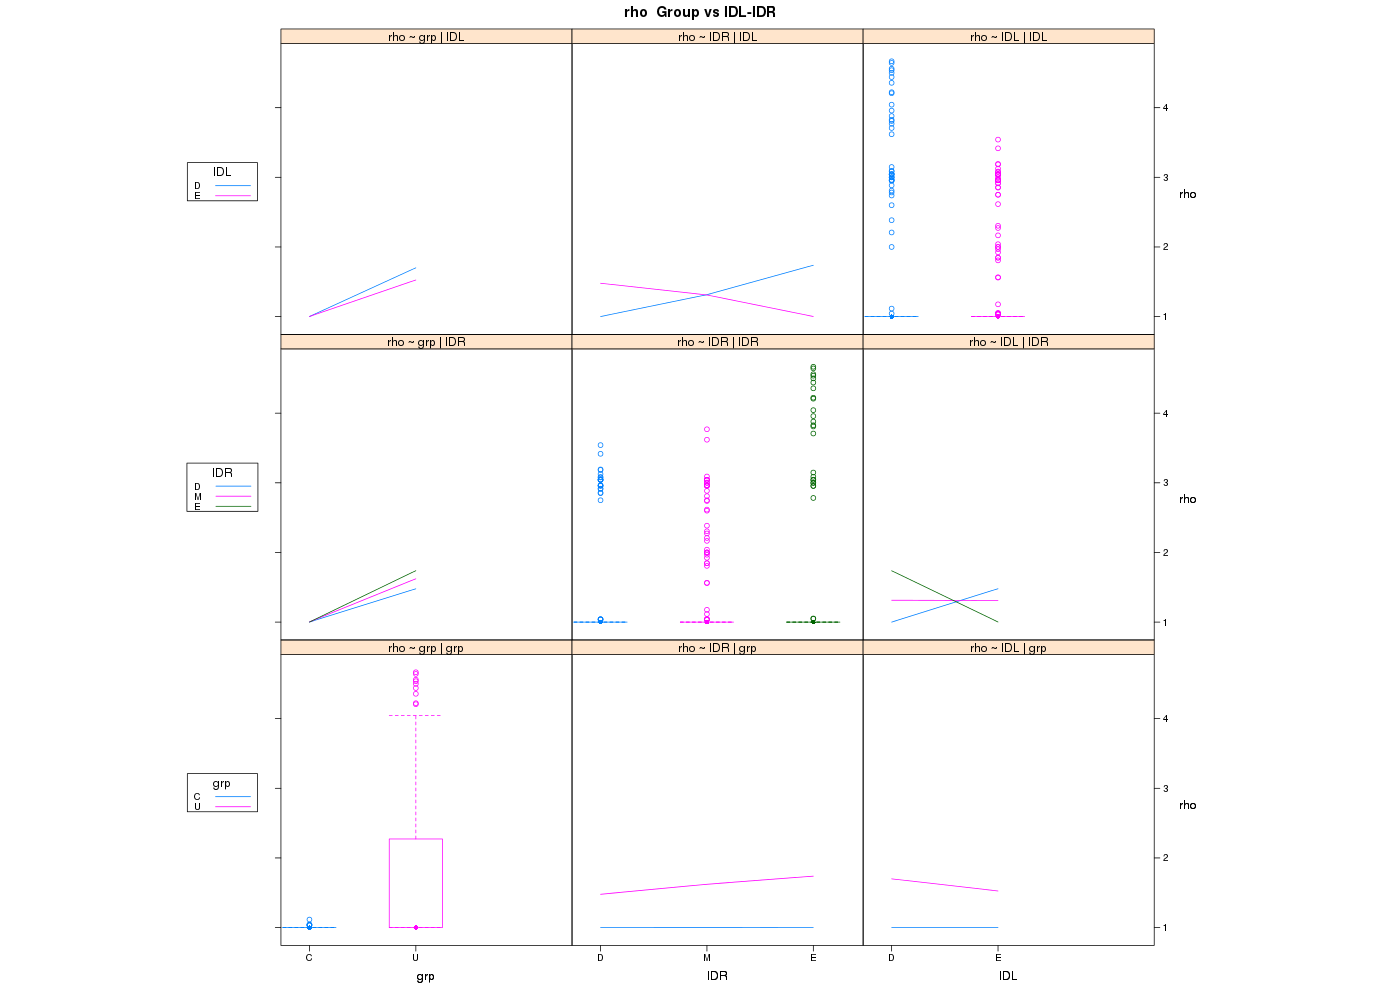 rho  Group vs IDL-IDR
rho ~ grp | IDL
rho ~ IDR | IDL
rho ~ IDL | IDL
IDL
D
E
4
3
2
1
rho
rho ~ grp | IDR
rho ~ IDR | IDR
rho ~ IDL | IDR
IDR
D
M
E
4
3
2
1
rho
rho ~ grp | grp
rho ~ IDR | grp
rho ~ IDL | grp
grp
C
U
4
3
2
1
rho
C U D M E D E
grp IDR IDL